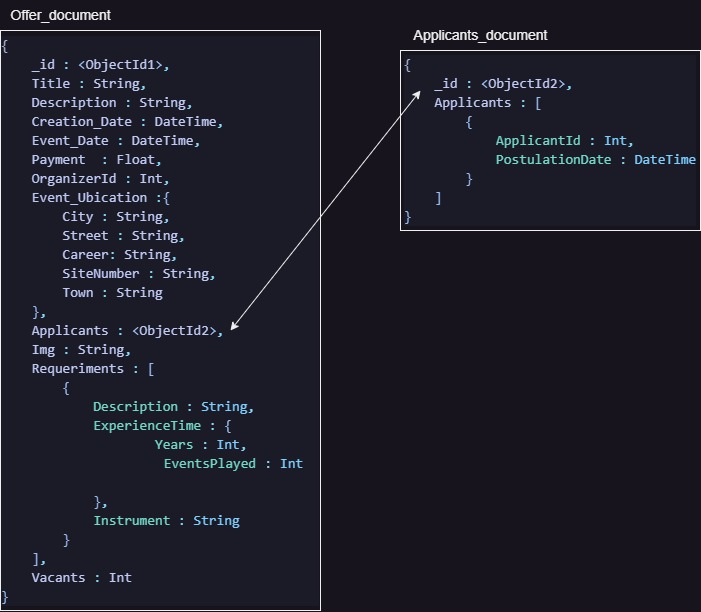 Offer_document
{
    _id : <ObjectId1>,
    Title : String,
    Description : String,
    Creation_Date : DateTime,
    Event_Date : DateTime,
    Payment  : Float,
    OrganizerId : Int,
    Event_Ubication :{
        City : String,
        Street : String,
        Career: String,
        SiteNumber : String,
        Town : String
    },
    Applicants : <ObjectId2>,
    Img : String,
    Requeriments : [
        {
            Description : String,
            ExperienceTime : {
                    Years : Int,
                     EventsPlayed : Int
            },
            Instrument : String
        }
    ],
    Vacants : Int
}
Applicants_document
{
    _id : <ObjectId2>,
    Applicants : [
        {
            ApplicantId : Int,
            PostulationDate : DateTime
        }
    ]
}